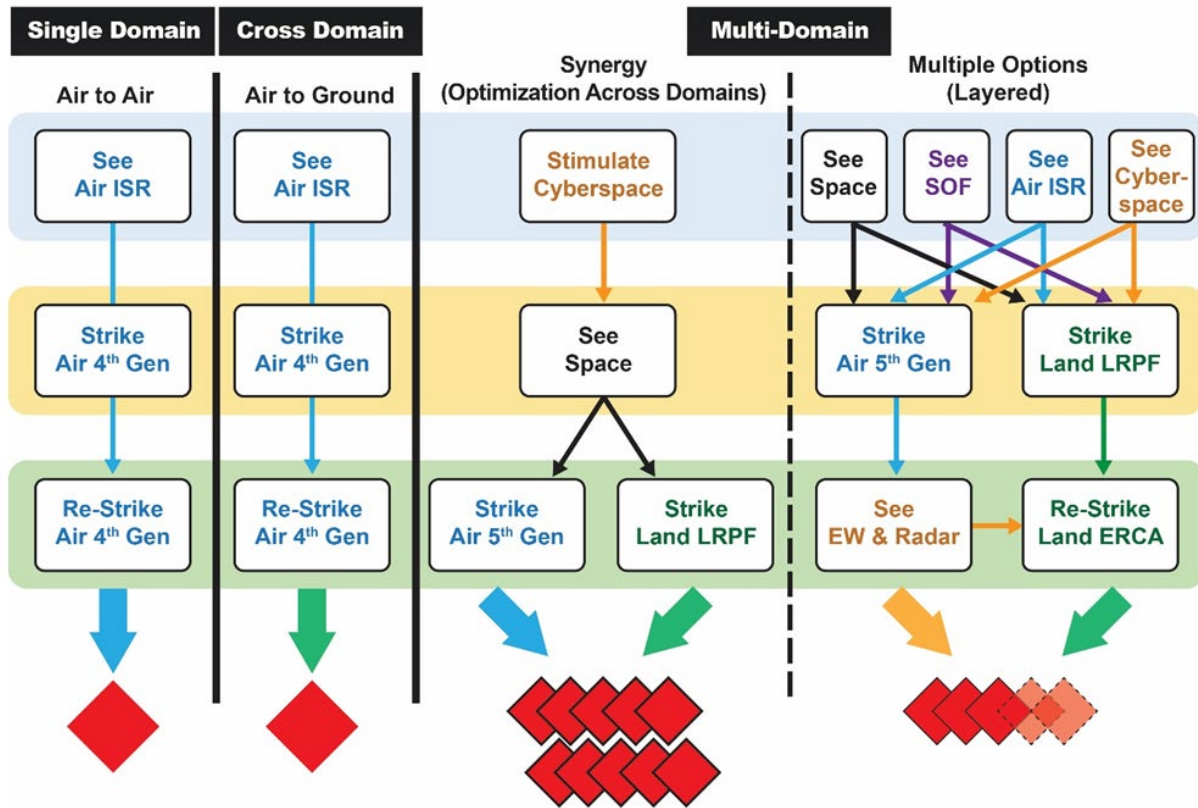 Single Domain
Cross Domain
Multi-Domain
Air to Air
Air to Ground
Synergy
(Optimization Across Domains)
Multiple Options
(Layered)
See
Air ISR
See
Air ISR
Stimulate
Cyberspace
See
Space
See
SOF
See
Air ISR
See
Cyber-
space
Strike
Air 4th Gen
Strike
Air 4th Gen
See
Space
Strike
Air 5th Gen
Strike
Land LRPF
Re-Strike
Air 4th Gen
Re-Strike
Air 4th Gen
Strike
Air 5th Gen
Strike
Land LRPF
See
EW & Radar
Re-Strike
Land ERCA